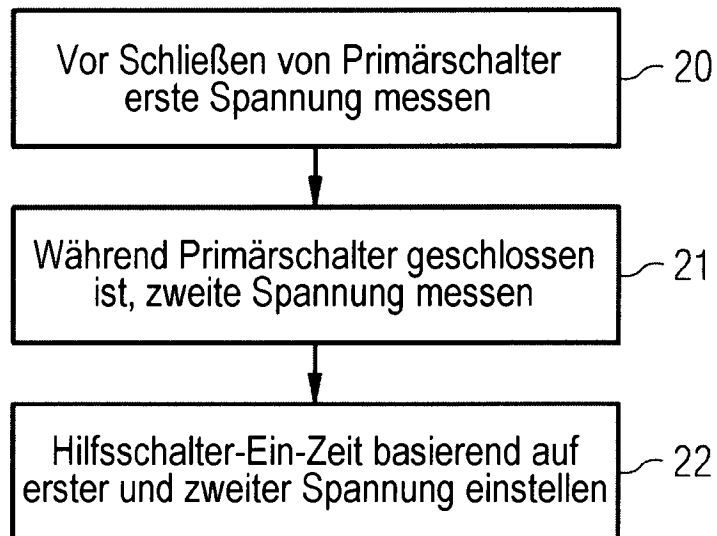 Vor Schließen von Primärschalter
erste Spannung messen
20
Während Primärschalter geschlossen
ist, zweite Spannung messen
21
Hilfsschalter-Ein-Zeit basierend auf
erster und zweiter Spannung einstellen
22